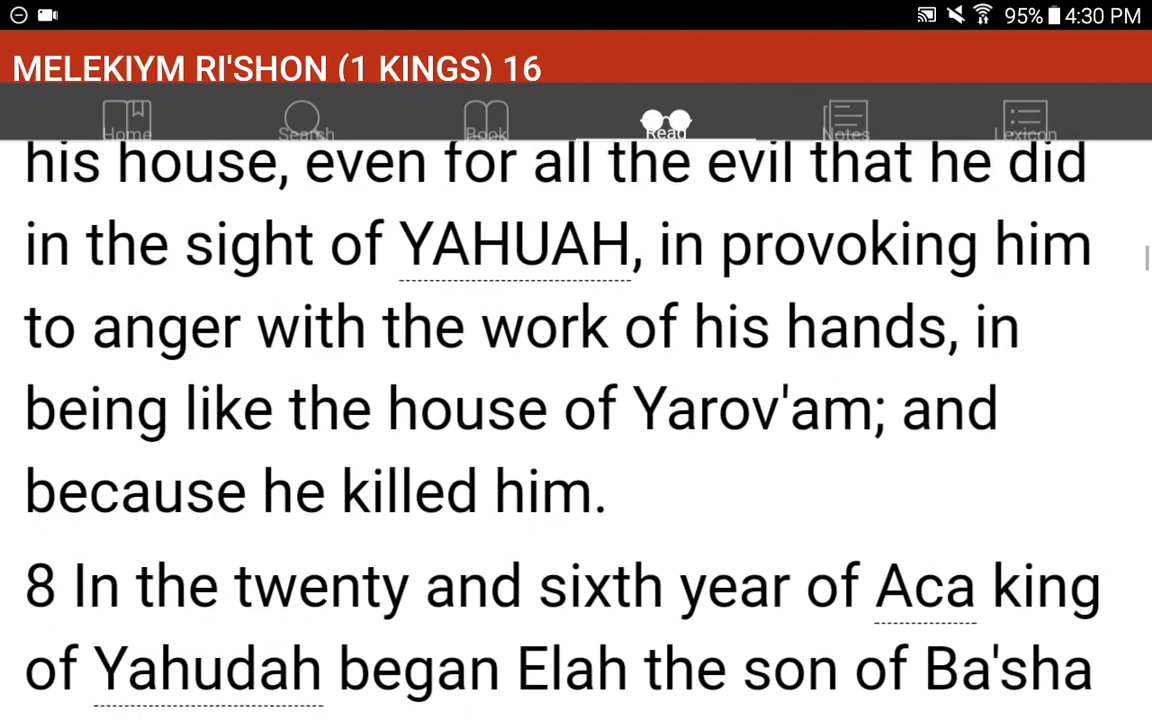 95% 4:30 PM
MELEKIYM RI'SHON (1 KINGS) 16
Home Search Book Read Notes Lexicon
his house, even for all the evil that he did
in the sight of YAHUAH, in provoking him
to anger with the work of his hands, in
being like the house of Yarov'am; and
because he killed him.
8 In the twenty and sixth year of Aca king
of Yahudah began Elah the son of Ba'sha